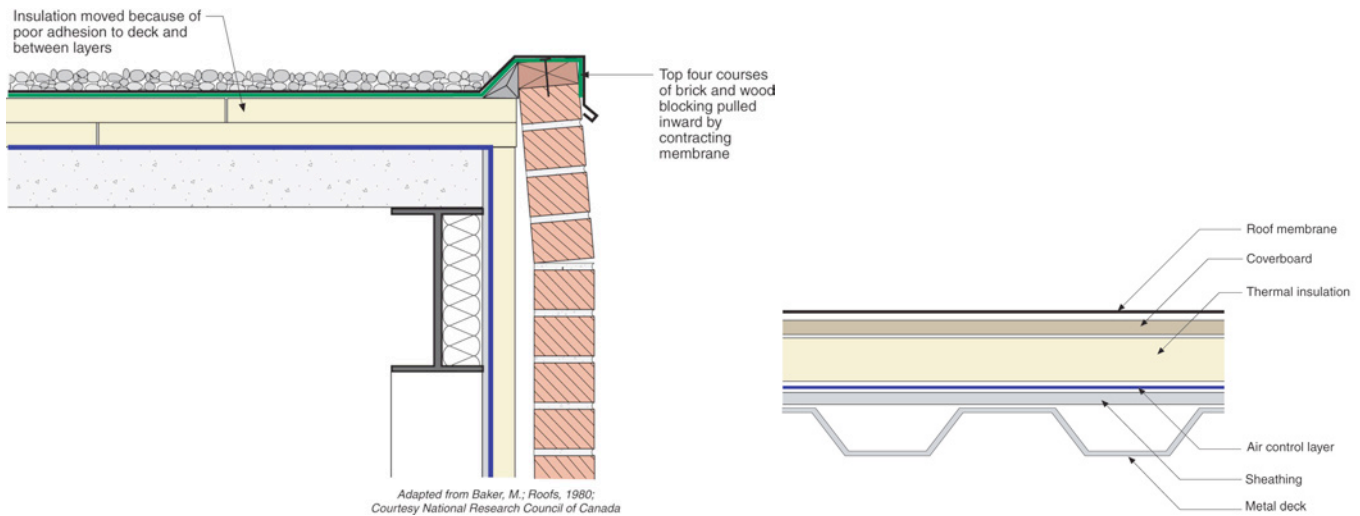 Insulation moved because of
poor adhesion to deck and
between layers
Top four courses
of brick and wood
blocking pulled
inward by
contracting
membrane
Adapted from Baker, M.; Roofs, 1980;
Courtesy National Research Council of Canada
Roof membrane
Coverboard
Thermal insulation
Air control layer
Sheathing
Metal deck